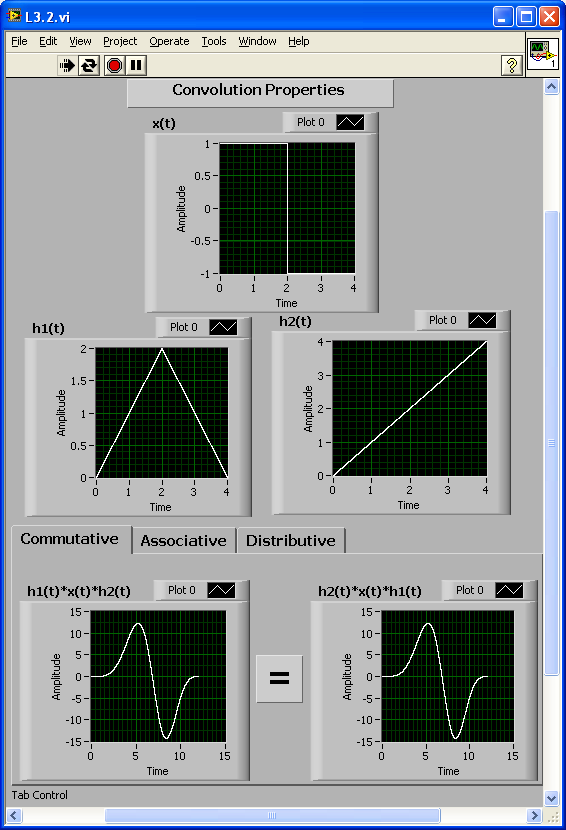 L3.2.vi
File Edit View Project Operate Tools Window Help
? 1
Convolution Properties
x(t) Plot 0
1
0.5
0
-0.5
-1
Amplitude
0 1 2 3 4
Time
h1(t) Plot 0
2
1.5
1
0.5
0
Amplitude
0 1 2 3 4
Time
h2(t) Plot 0
4
3
2
1
0
Amplitude
0 1 2 3 4
Time
Commutative Associative Distributive
h1(t)*x(t)*h2(t) Plot 0
15
10
5
0
-5
-10
-15
Amplitude
0 5 10 15
Time
=
h2(t)*x(t)*h1(t) Plot 0
15
10
5
0
-5
-10
-15
Amplitude
0 5 10 15
Time
Tab Control